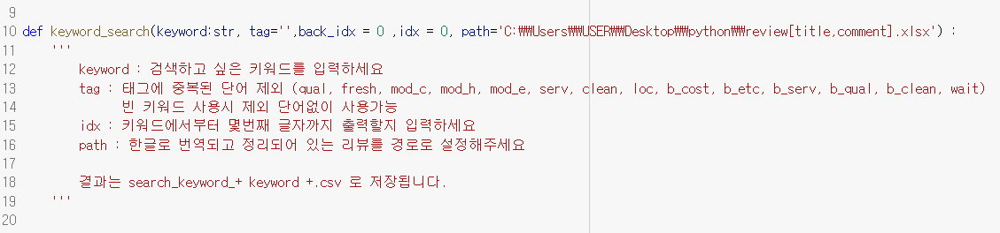 9
10 def keyword_search(keyword:str, tag='',back_idx = 0 ,idx = 0, path='C:₩₩Users₩₩USER₩₩Desktop₩₩python₩₩review[title,comment].xlsx') :
11 '''
12 keyword : 검색하고 싶은 키워드를 입력하세요
13 tag : 태그에 중복된 단어 제외 (qual, fresh, mod_c, mod_h, mod_e, serv, clean, loc, b_cost, b_etc, b_serv, b_qual, b_clean, wait)
14 빈 키워드 사용시 제외 단어없이 사용가능
15 idx : 키워드에서부터 몇번째 글자까지 출력할지 입력하세요
16 path : 한글로 번역되고 정리되어 있는 리뷰를 경로로 설정해주세요
17
18 결과는 search_keyword_+ keyword +.csv 로 저장됩니다.
19 '''
20